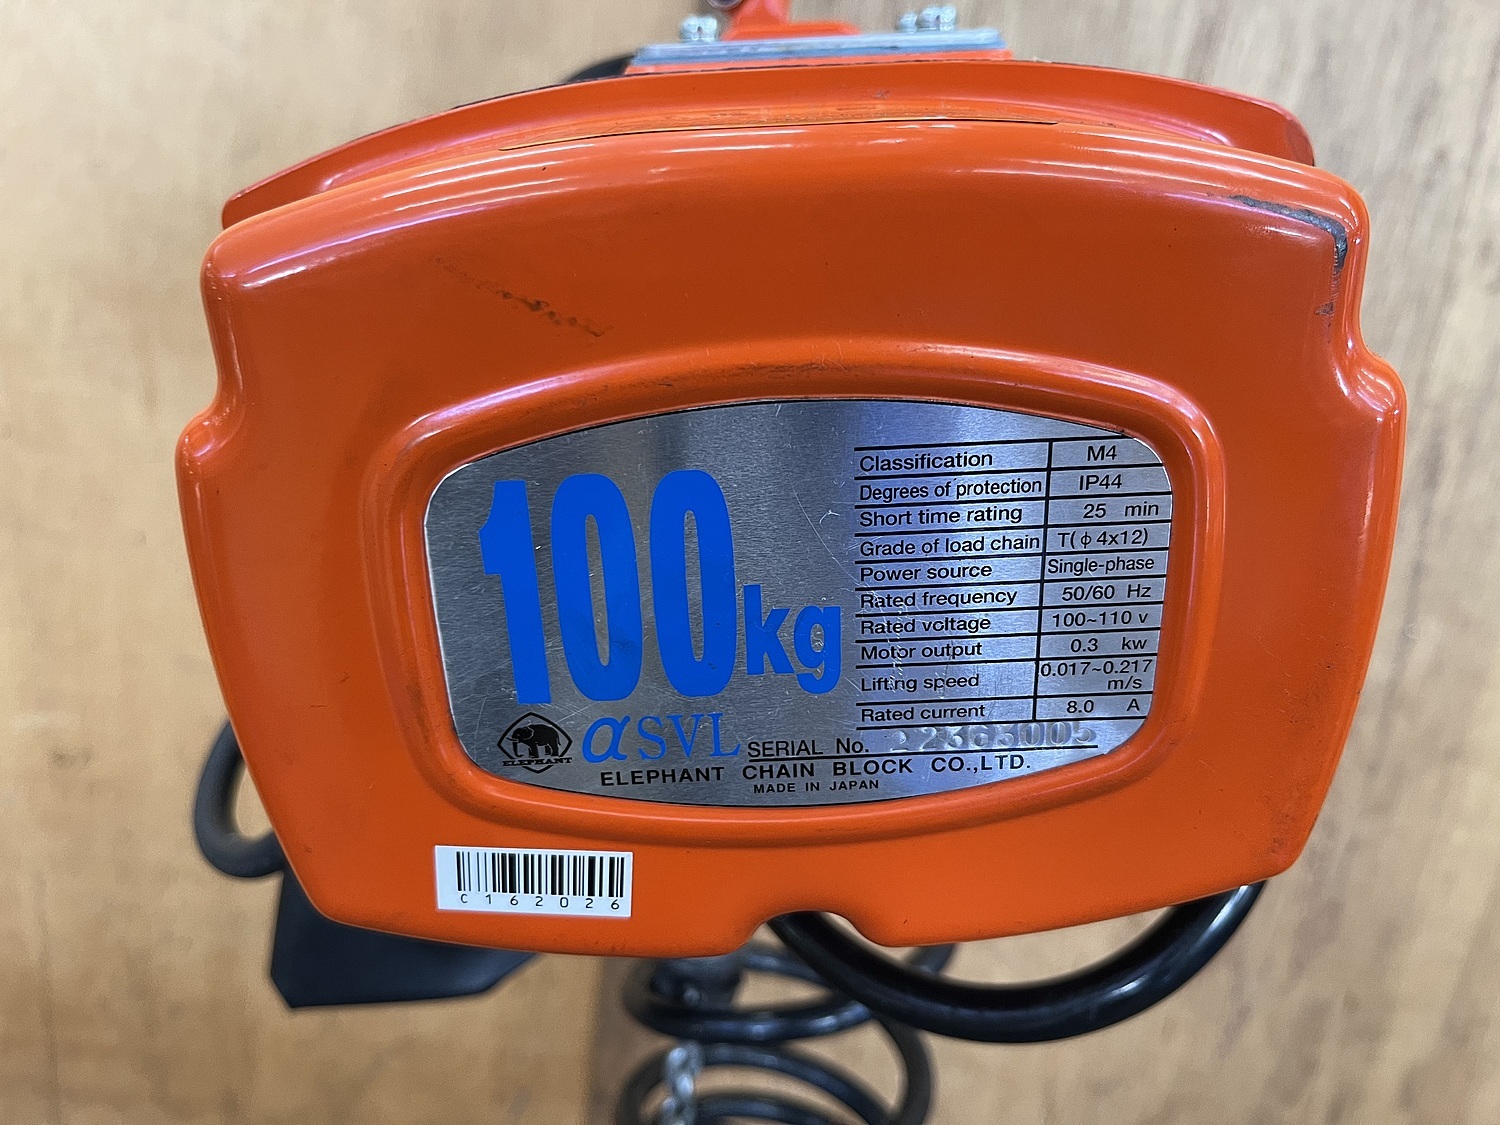 100kg
αSVL
ELEPHANT
Classification M4
Degrees of protection IP44
Short time rating 25 min
Grade of load chain T(φ4x12)
Power source Single-phase
Rated frequency 50/60 Hz
Rated voltage 100~110 v
Motor output 0.3 kw
Lifting speed 0.017~0.217 m/s
Rated current 8.0 A
SERIAL No.
ELEPHANT CHAIN BLOCK CO.,LTD.
MADE IN JAPAN
C162026